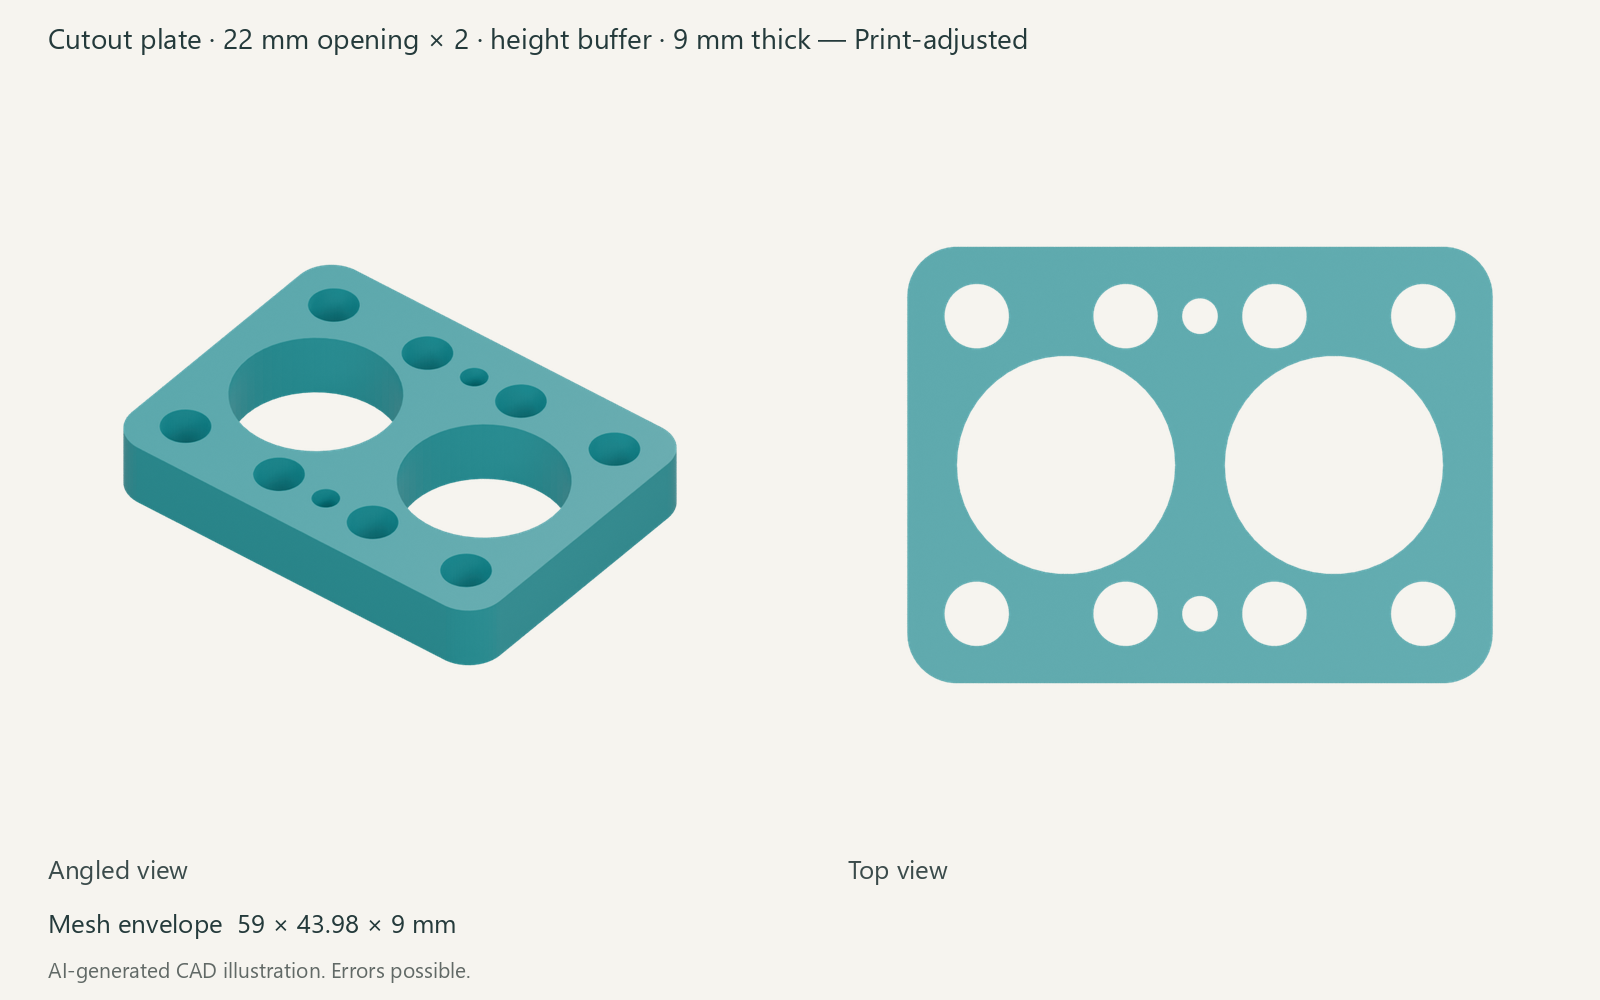 Cutout plate · 22 mm opening × 2 · height buffer · 9 mm thick — Print-adjusted
Angled view
Top view
Mesh envelope 59 × 43.98 × 9 mm
AI-generated CAD illustration. Errors possible.